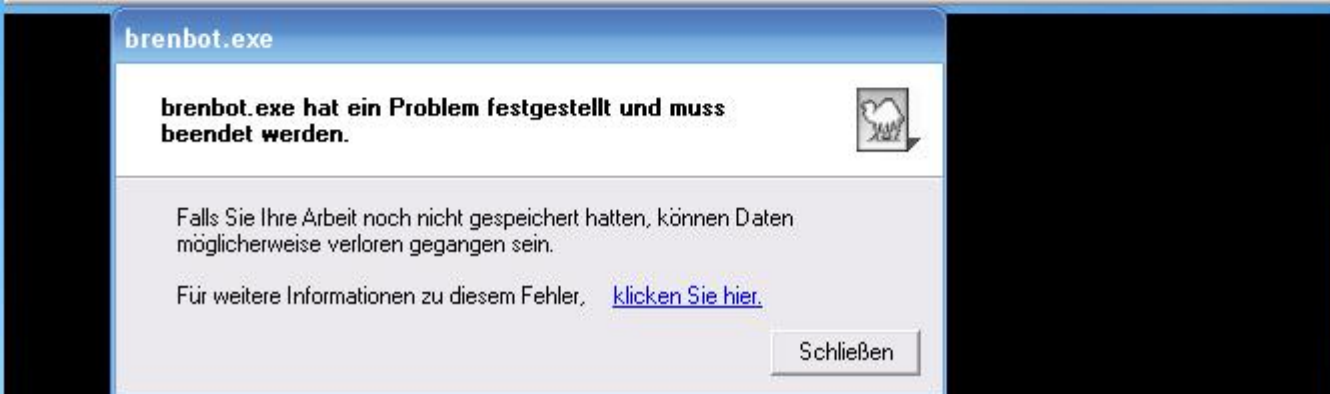 brenbot.exe
brenbot.exe hat ein Problem festgestellt und muss
beendet werden.
Falls Sie Ihre Arbeit noch nicht gespeichert hatten, können Daten
möglicherweise verloren gegangen sein.
Für weitere Informationen zu diesem Fehler, klicken Sie hier.
Schließen